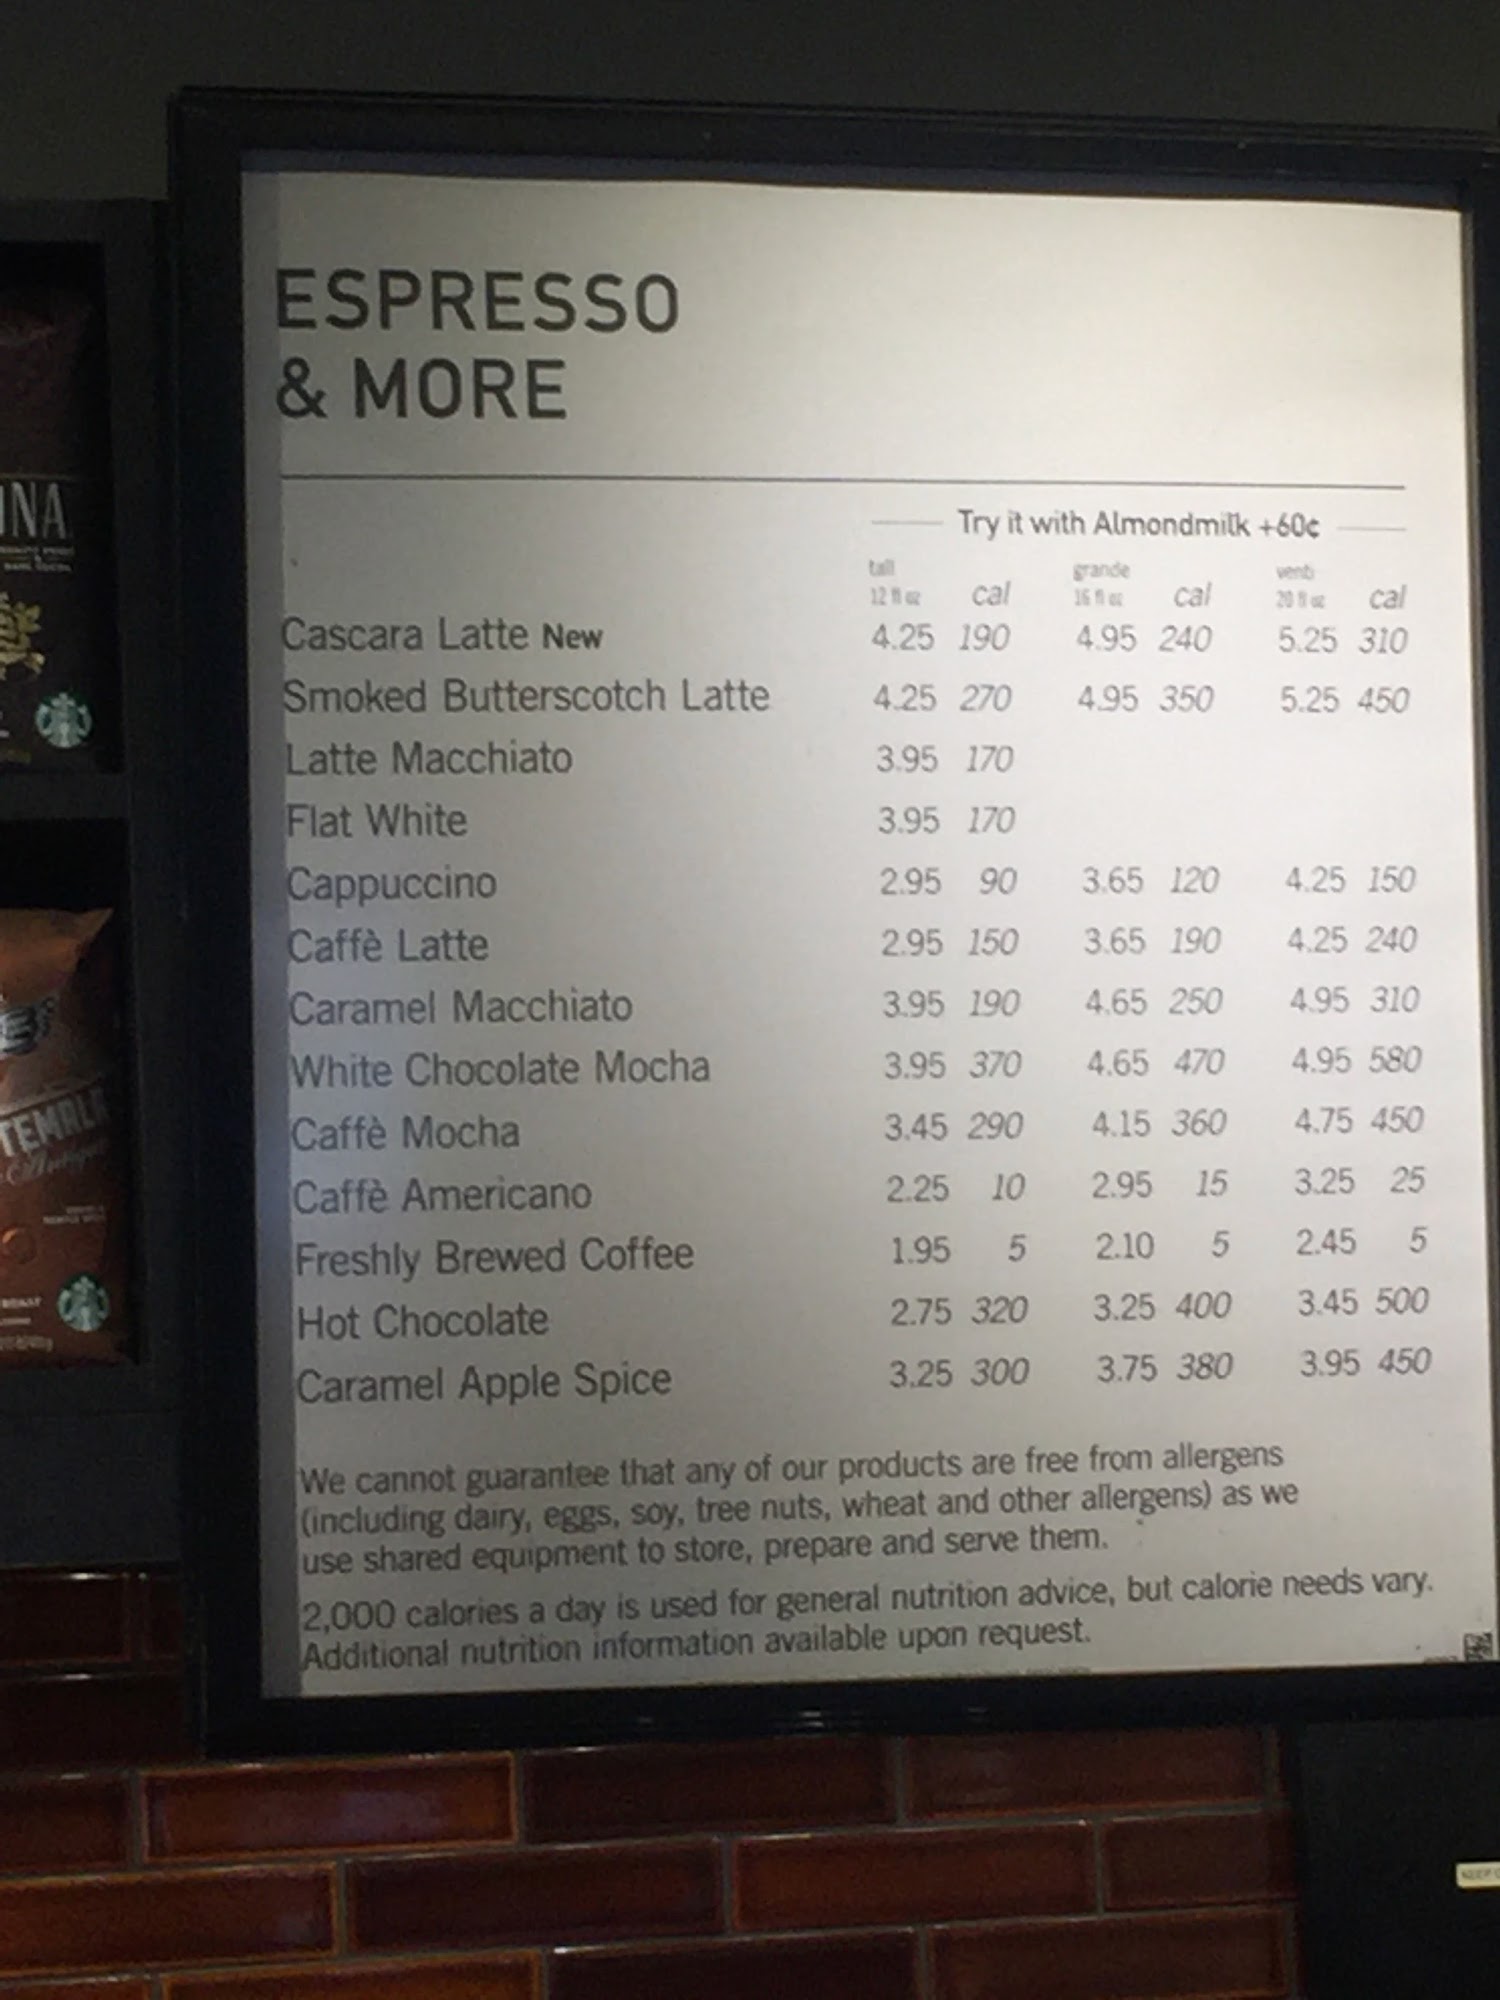 ESPRESSO
& MORE
Try it with Almondmilk +60¢
tall grande venti
12 fl oz cal 16 fl oz cal 20 fl oz cal
Cascara Latte New 4.25 190 4.95 240 5.25 310
Smoked Butterscotch Latte 4.25 270 4.95 350 5.25 450
Latte Macchiato 3.95 170
Flat White 3.95 170
Cappuccino 2.95 90 3.65 120 4.25 150
Caffè Latte 2.95 150 3.65 190 4.25 240
Caramel Macchiato 3.95 190 4.65 250 4.95 310
White Chocolate Mocha 3.95 370 4.65 470 4.95 580
Caffè Mocha 3.45 290 4.15 360 4.75 450
Caffè Americano 2.25 10 2.95 15 3.25 25
Freshly Brewed Coffee 1.95 5 2.10 5 2.45 5
Hot Chocolate 2.75 320 3.25 400 3.45 500
Caramel Apple Spice 3.25 300 3.75 380 3.95 450
We cannot guarantee that any of our products are free from allergens
(including dairy, eggs, soy, tree nuts, wheat and other allergens) as we
use shared equipment to store, prepare and serve them.
2,000 calories a day is used for general nutrition advice, but calorie needs vary.
Additional nutrition information available upon request.
ONA
TEMALA
ROAST